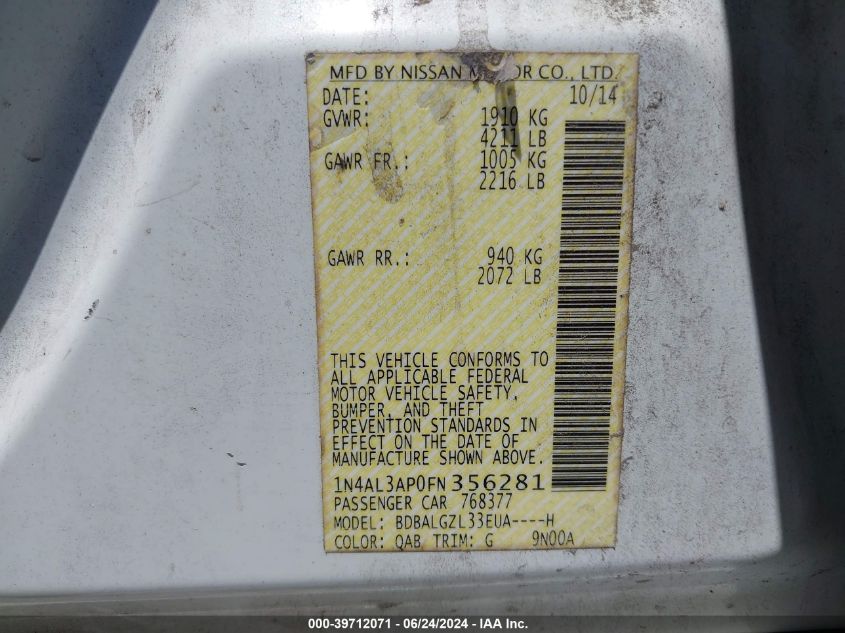 MFD BY NISSAN MOTOR CO., LTD.
DATE: 10/14
GVWR: 1910 KG
4211 LB
GAWR FR.: 1005 KG
2216 LB
GAWR RR.: 940 KG
2072 LB
THIS VEHICLE CONFORMS TO
ALL APPLICABLE FEDERAL
MOTOR VEHICLE SAFETY,
BUMPER, AND THEFT
PREVENTION STANDARDS IN
EFFECT ON THE DATE OF
MANUFACTURE SHOWN ABOVE.
1N4AL3AP0FN356281
PASSENGER CAR 768377
MODEL: BDBALGZL33EUA----H
COLOR: QAB TRIM: G 9N00A
000-39712071 - 06/24/2024 - IAA Inc.